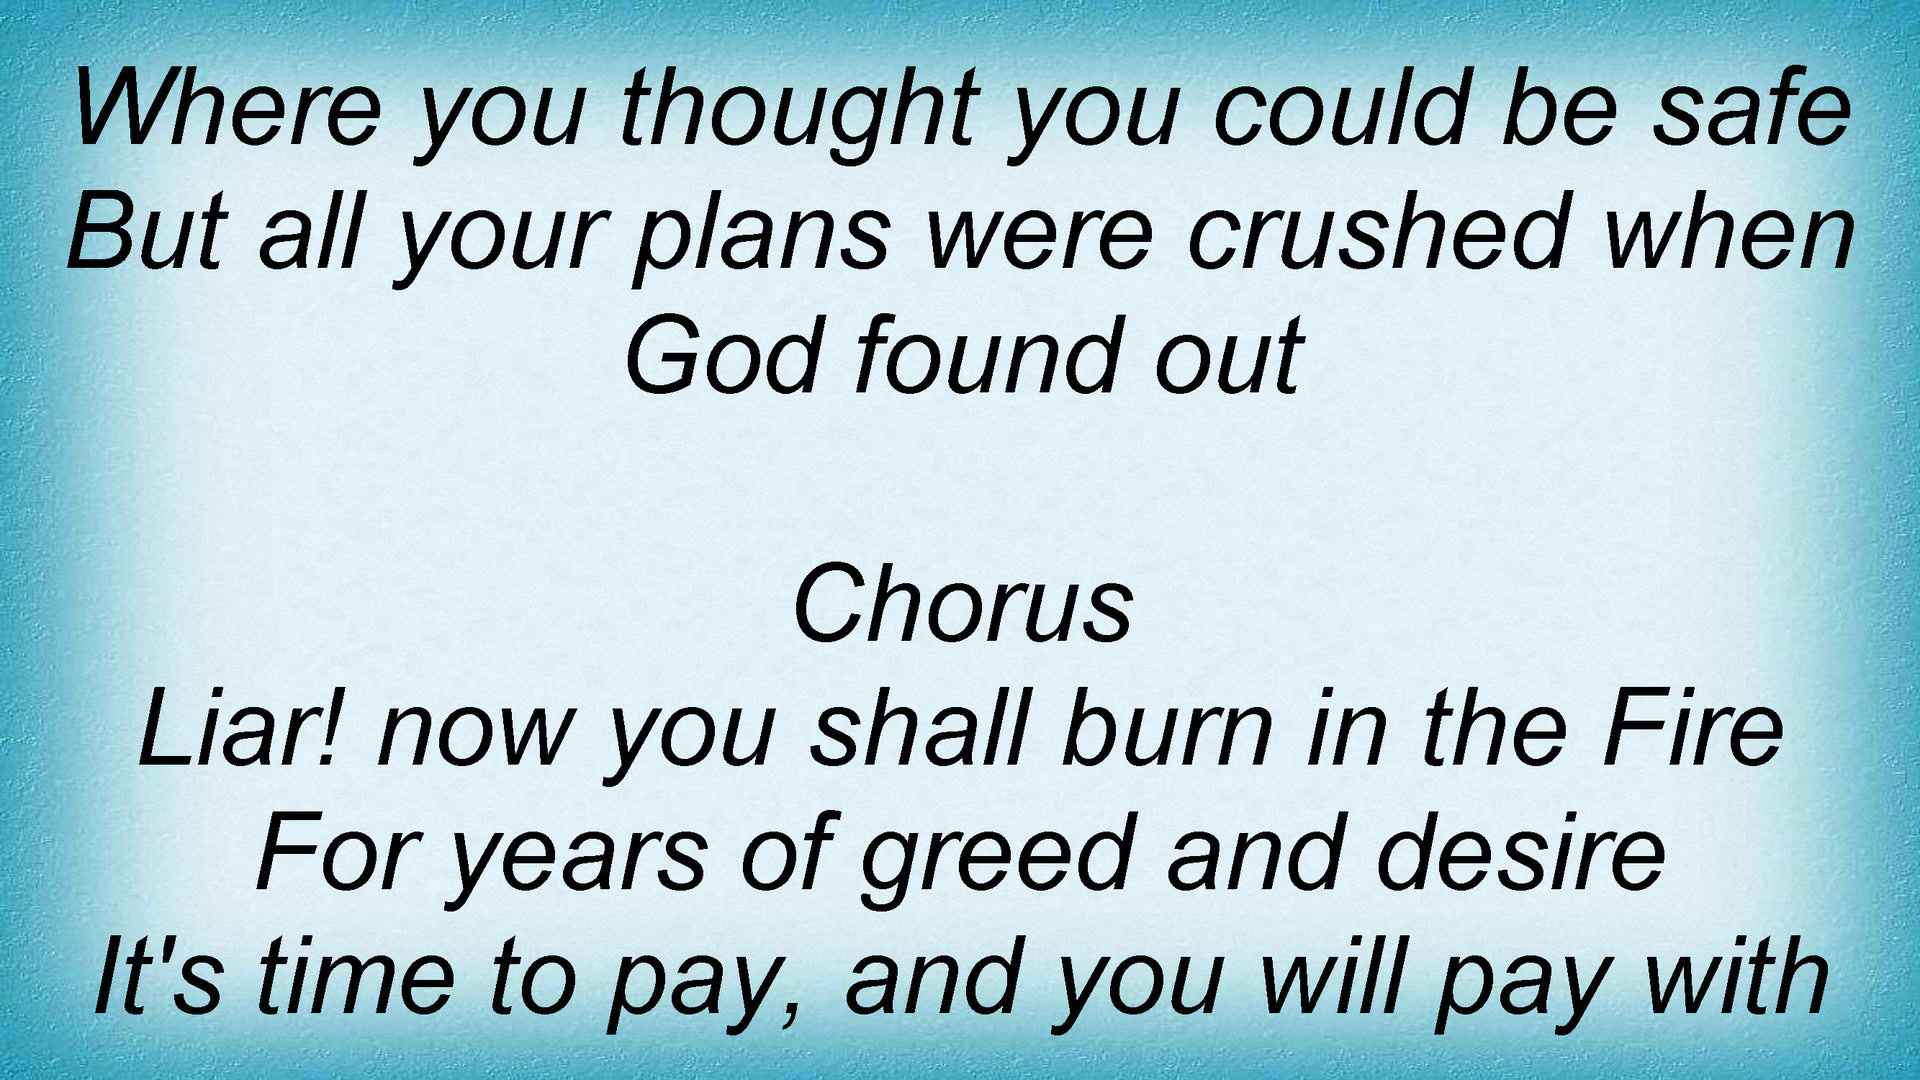 Where you thought you could be safe
But all your plans were crushed when
God found out
Chorus
Liar! now you shall burn in the Fire
For years of greed and desire
It's time to pay, and you will pay with